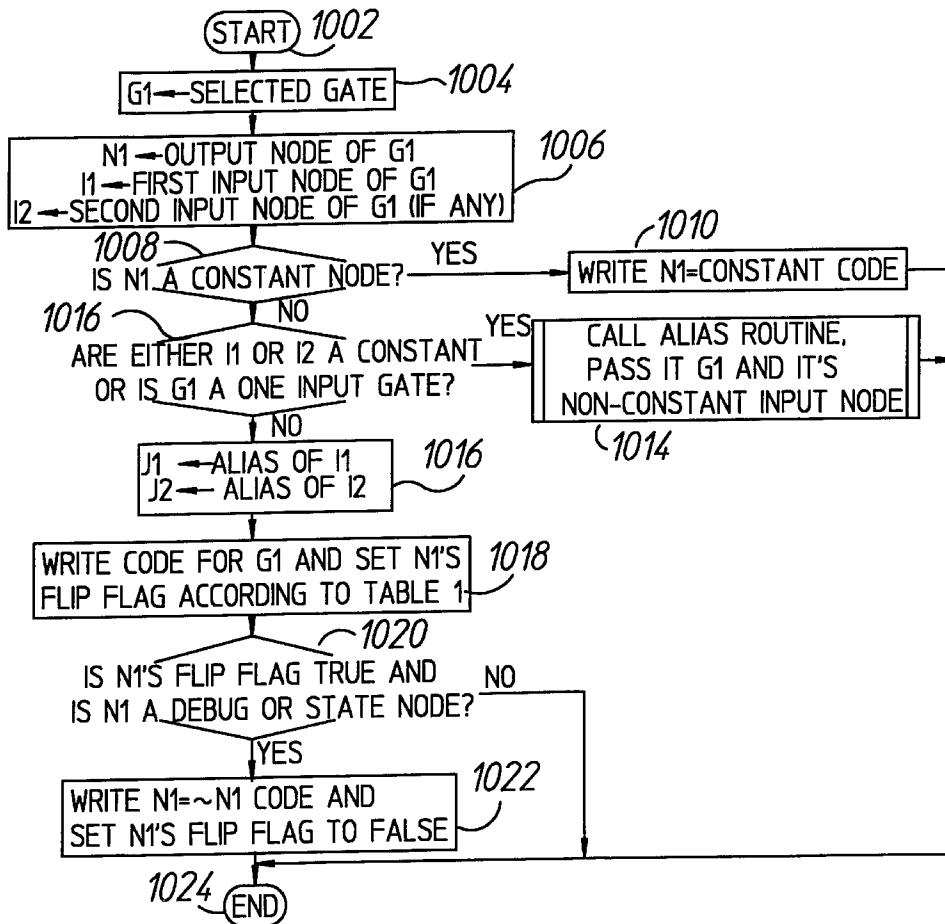 START 1002
G1←SELECTED GATE 1004
N1←OUTPUT NODE OF G1
I1←FIRST INPUT NODE OF G1
I2←SECOND INPUT NODE OF G1 (IF ANY)
1006
1008
IS N1 A CONSTANT NODE?
YES
1010
WRITE N1=CONSTANT CODE
NO
1016
ARE EITHER I1 OR I2 A CONSTANT
OR IS G1 A ONE INPUT GATE?
YES
CALL ALIAS ROUTINE,
PASS IT G1 AND IT'S
NON-CONSTANT INPUT NODE
1014
NO
J1 ←ALIAS OF I1
J2← ALIAS OF I2
1016
WRITE CODE FOR G1 AND SET N1'S
FLIP FLAG ACCORDING TO TABLE 1
1018
1020
IS N1'S FLIP FLAG TRUE AND
IS N1 A DEBUG OR STATE NODE?
NO
YES
WRITE N1=~N1 CODE AND
SET N1'S FLIP FLAG TO FALSE
1022
1024
END